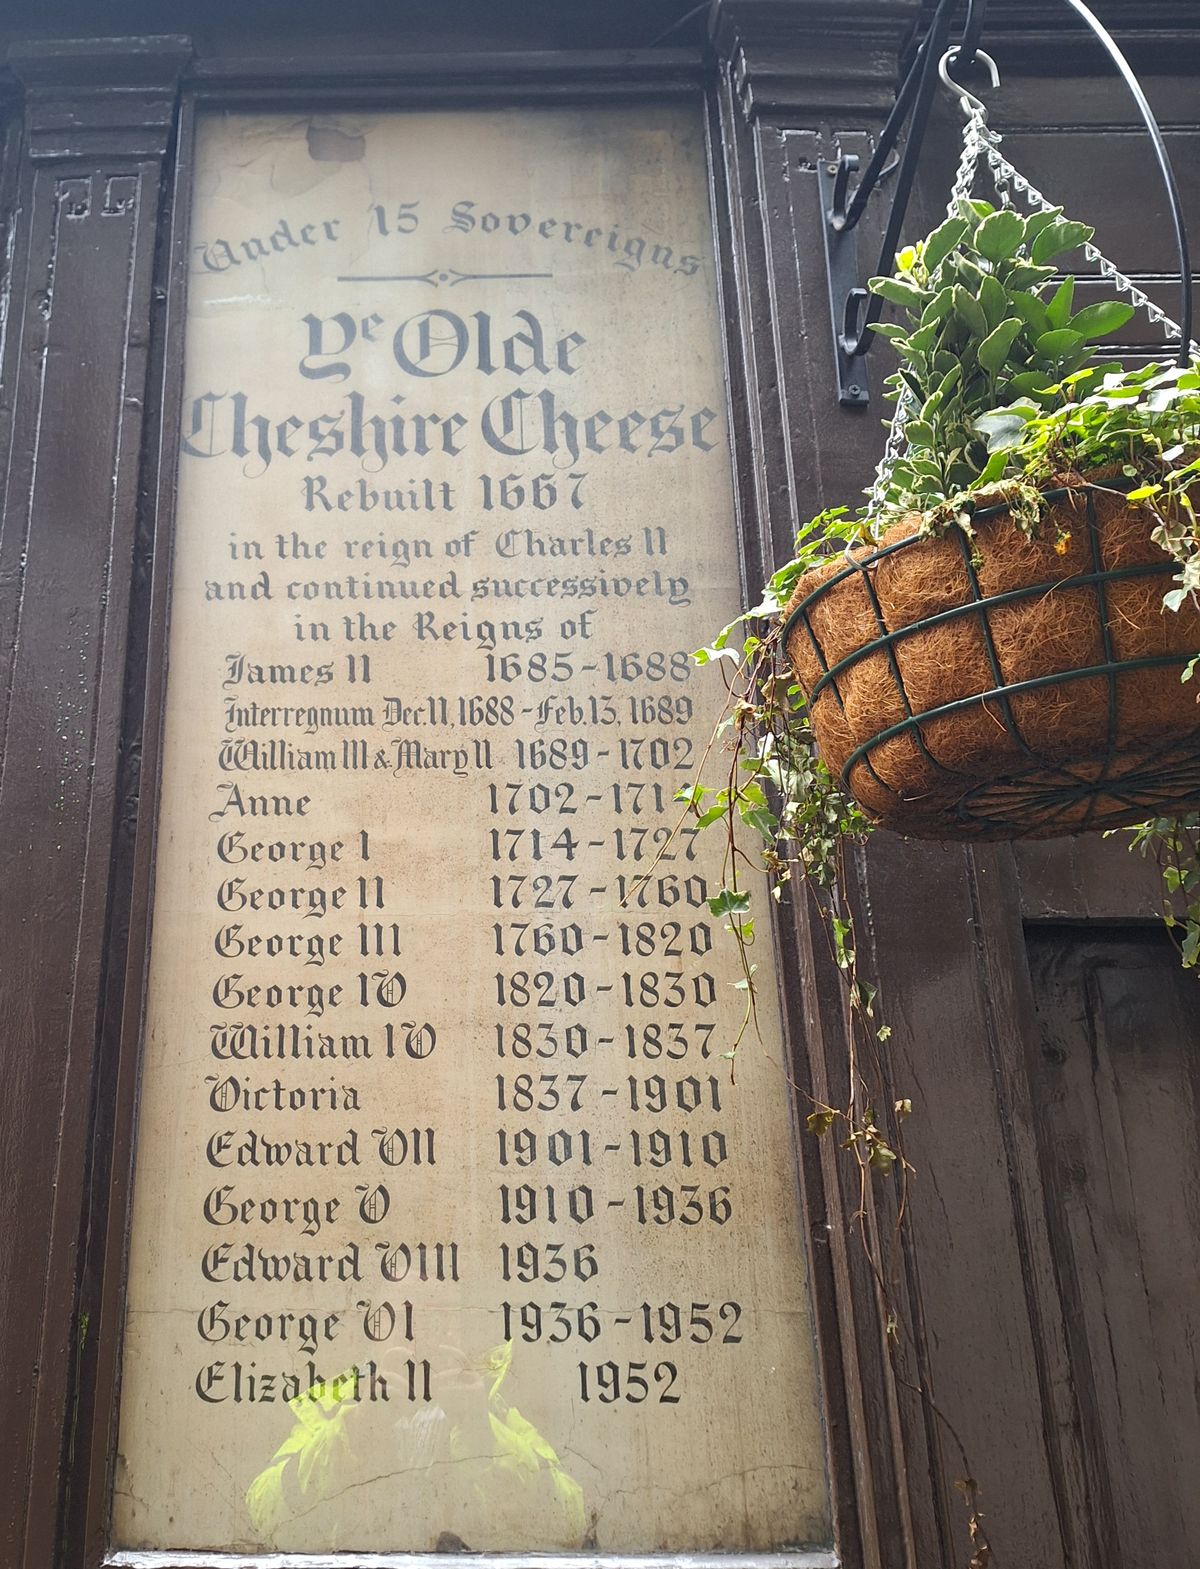 Under 15 Sovereigns
Ye Olde
Cheshire Cheese
Rebuilt 1667
in the reign of Charles II
and continued successively
in the Reigns of
James II 1685-1688
Interregnum Dec.11,1688-Feb.13, 1689
William III & Mary II 1689-1702
Anne 1702-171
George I 1714-1727
George II 1727-1760
George III 1760-1820
George IV 1820-1830
William IV 1830-1837
Victoria 1837-1901
Edward VII 1901-1910
George V 1910-1936
Edward VIII 1936
George VI 1936-1952
Elizabeth II 1952